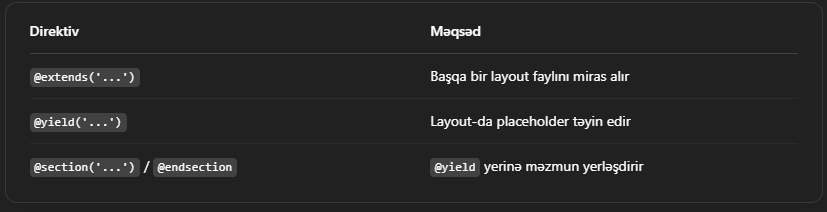 Direktiv Məqsəd
@extends('...') Başqa bir layout faylını miras alır
@yield('...') Layout-da placeholder təyin edir
@section('...') / @endsection @yield yerinə məzmun yerləşdirir